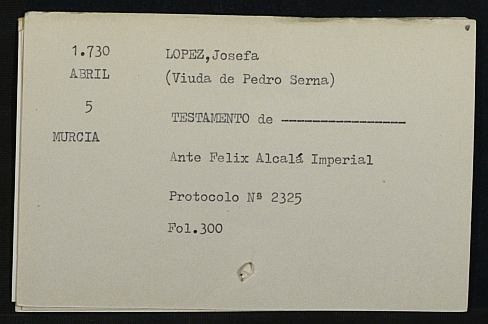 1.730 LOPEZ,Josefa
ABRIL (Viuda de Pedro Serna)
5 TESTAMENTO de -----------------
MURCIA
Ante Felix Alcalá Imperial
Protocolo Nº 2325
Fol.300